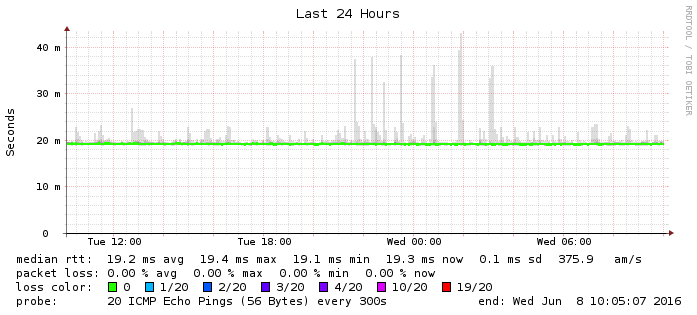 Last 24 Hours
RRDTOOL / TOBI OETIKER
Seconds
40 m
30 m
20 m
10 m
0
Tue 12:00 Tue 18:00 Wed 00:00 Wed 06:00
median rtt: 19.2 ms avg 19.4 ms max 19.1 ms min 19.3 ms now 0.1 ms sd 375.9 am/s
packet loss: 0.00 % avg 0.00 % max 0.00 % min 0.00 % now
loss color: 0 1/20 2/20 3/20 4/20 10/20 19/20
probe: 20 ICMP Echo Pings (56 Bytes) every 300s end: Wed Jun 8 10:05:07 2016